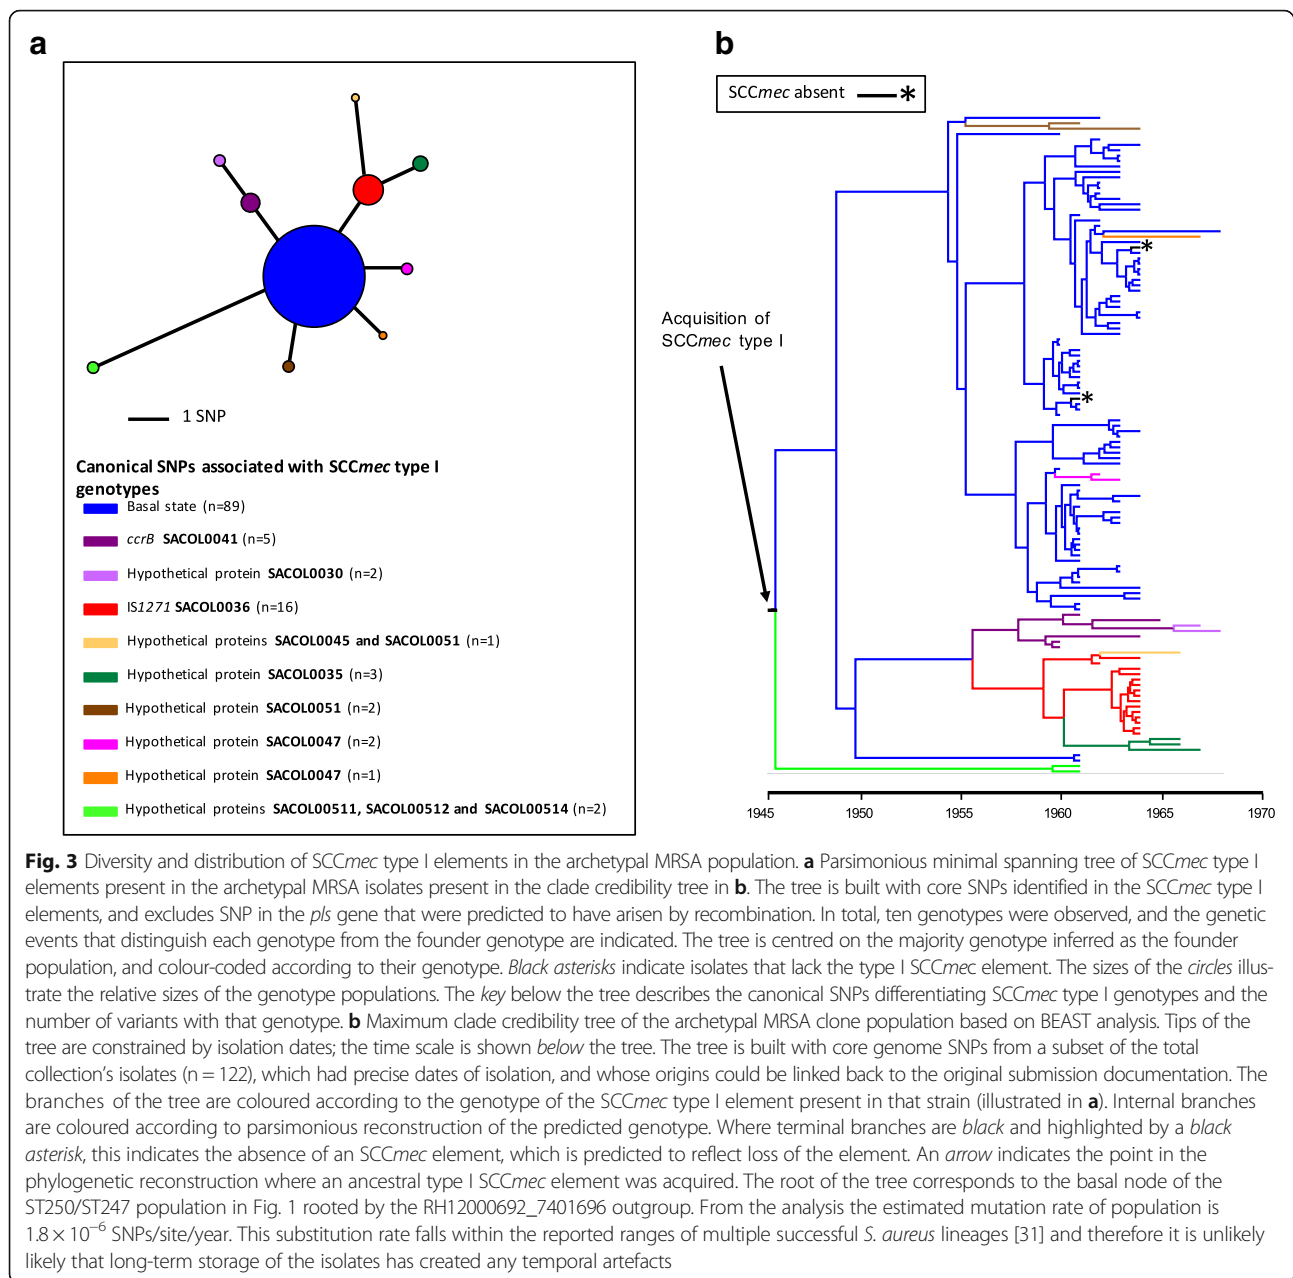 a
b
SCCmec absent
*
*
*
Acquisition of
SCCmec type I
1 SNP
Canonical SNPs associated with SCCmec type I
genotypes
Basal state (n=89)
ccrB SACOL0041 (n=5)
Hypothetical protein SACOL0030 (n=2)
IS1271 SACOL0036 (n=16)
Hypothetical proteins SACOL0045 and SACOL0051 (n=1)
Hypothetical protein SACOL0035 (n=3)
Hypothetical protein SACOL0051 (n=2)
Hypothetical protein SACOL0047 (n=2)
Hypothetical protein SACOL0047 (n=1)
Hypothetical proteins SACOL00511, SACOL00512 and SACOL00514 (n=2)
1945 1950 1955 1960 1965 1970
Fig. 3 Diversity and distribution of SCCmec type I elements in the archetypal MRSA population. a Parsimonious minimal spanning tree of SCCmec type I
elements present in the archetypal MRSA isolates present in the clade credibility tree in b. The tree is built with core SNPs identified in the SCCmec type I
elements, and excludes SNP in the pls gene that were predicted to have arisen by recombination. In total, ten genotypes were observed, and the genetic
events that distinguish each genotype from the founder genotype are indicated. The tree is centred on the majority genotype inferred as the founder
population, and colour-coded according to their genotype. Black asterisks indicate isolates that lack the type I SCCmec element. The sizes of the circles illus-
trate the relative sizes of the genotype populations. The key below the tree describes the canonical SNPs differentiating SCCmec type I genotypes and the
number of variants with that genotype. b Maximum clade credibility tree of the archetypal MRSA clone population based on BEAST analysis. Tips of the
tree are constrained by isolation dates; the time scale is shown below the tree. The tree is built with core genome SNPs from a subset of the total
collection's isolates (n = 122), which had precise dates of isolation, and whose origins could be linked back to the original submission documentation. The
branches of the tree are coloured according to the genotype of the SCCmec type I element present in that strain (illustrated in a). Internal branches
are coloured according to parsimonious reconstruction of the predicted genotype. Where terminal branches are black and highlighted by a black
asterisk, this indicates the absence of an SCCmec element, which is predicted to reflect loss of the element. An arrow indicates the point in the
phylogenetic reconstruction where an ancestral type I SCCmec element was acquired. The root of the tree corresponds to the basal node of the
ST250/ST247 population in Fig. 1 rooted by the RH12000692_7401696 outgroup. From the analysis the estimated mutation rate of population is
1.8 × 10⁻⁶ SNPs/site/year. This substitution rate falls within the reported ranges of multiple successful S. aureus lineages [31] and therefore it is unlikely
likely that long-term storage of the isolates has created any temporal artefacts